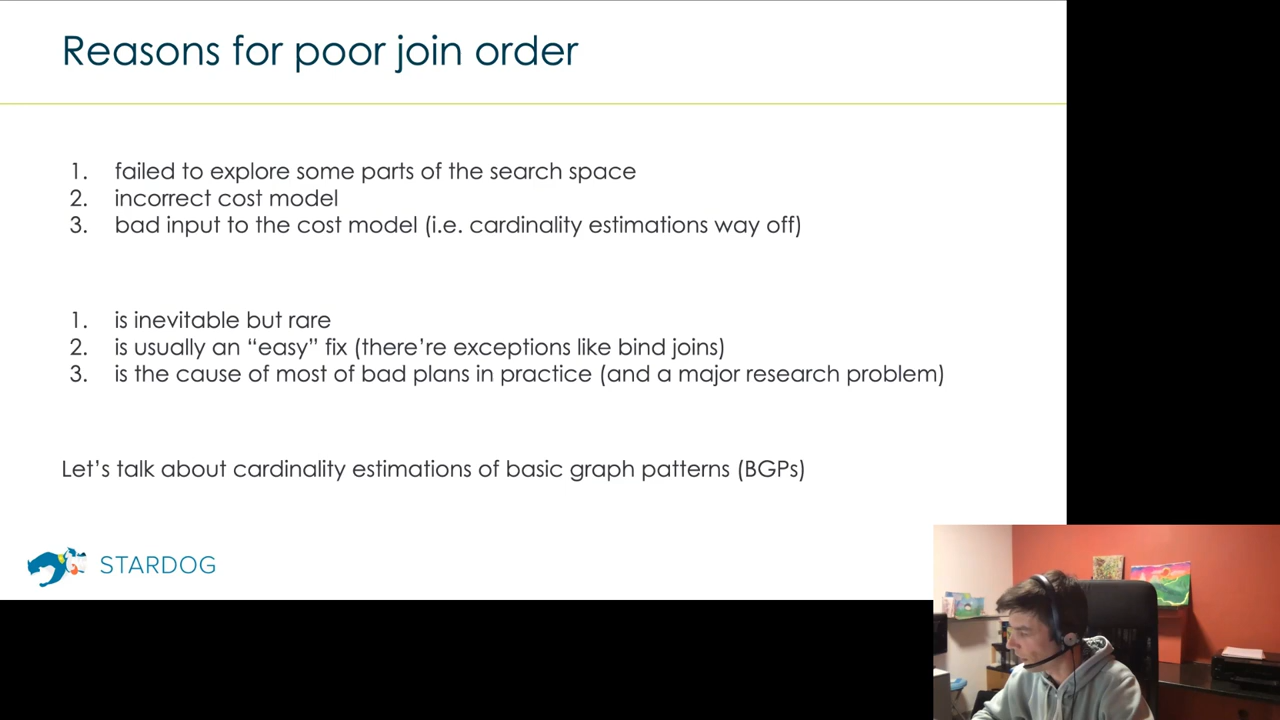 Reasons for poor join order
1. failed to explore some parts of the search space
2. incorrect cost model
3. bad input to the cost model (i.e. cardinality estimations way off)
1. is inevitable but rare
2. is usually an “easy” fix (there’re exceptions like bind joins)
3. is the cause of most of bad plans in practice (and a major research problem)
Let’s talk about cardinality estimations of basic graph patterns (BGPs)
STARDOG